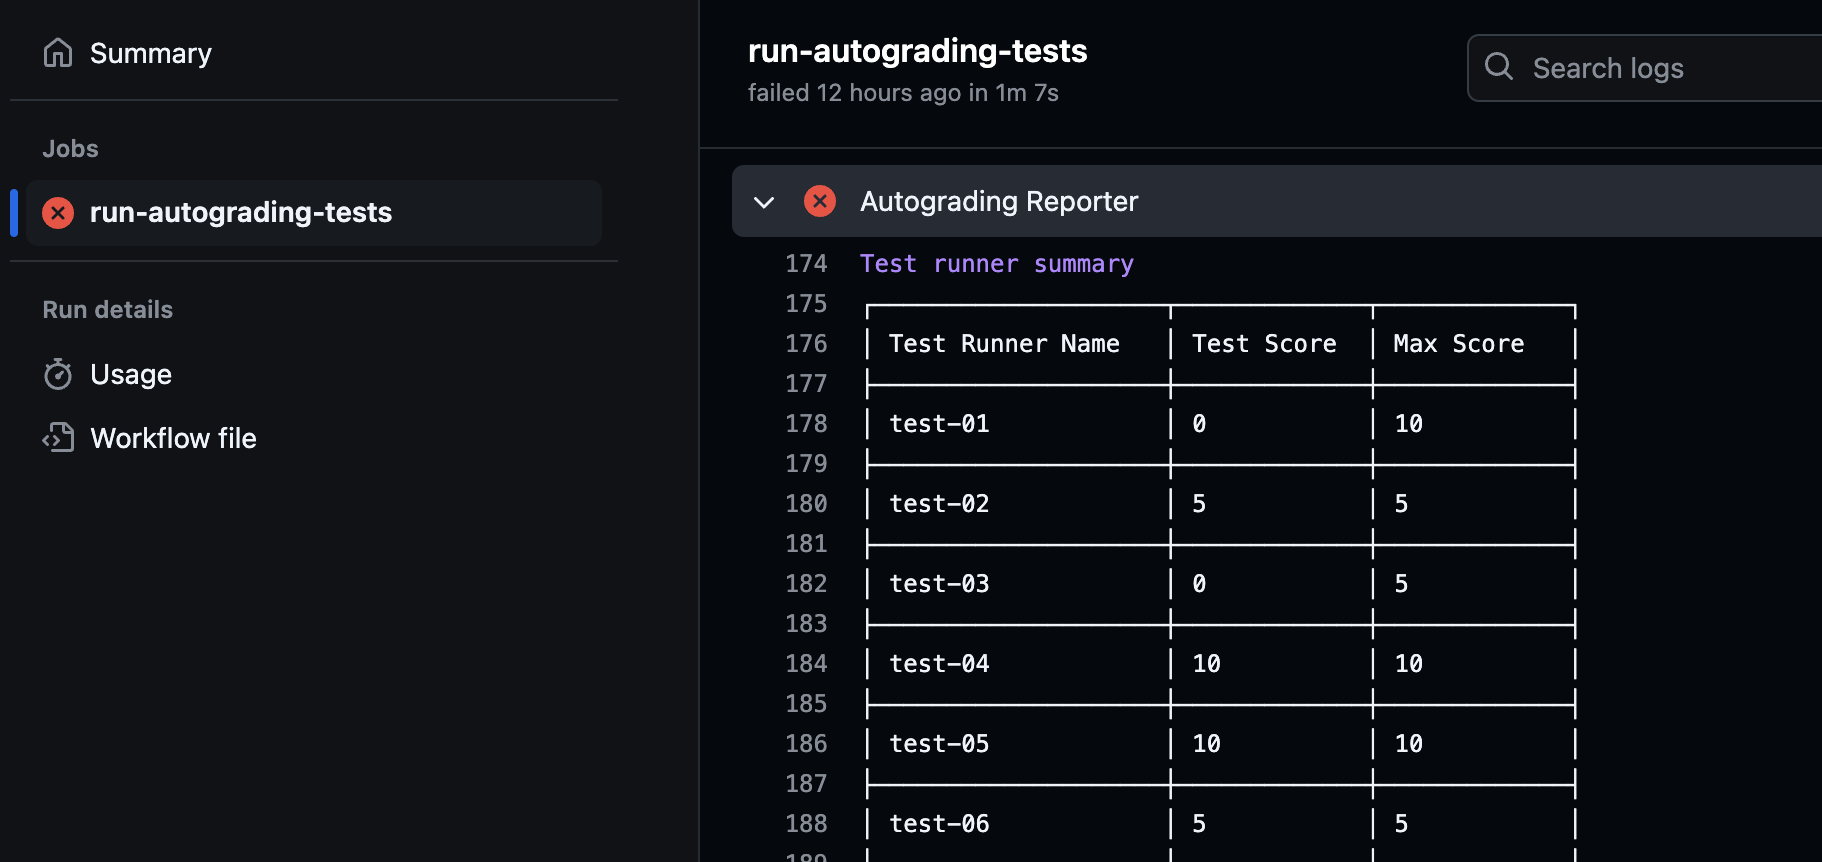 Summary
Jobs
run-autograding-tests
Run details
Usage
Workflow file
run-autograding-tests
failed 12 hours ago in 1m 7s
Search logs
Autograding Reporter
174 Test runner summary
175
176 Test Runner Name Test Score Max Score
177
178 test-01 0 10
179
180 test-02 5 5
181
182 test-03 0 5
183
184 test-04 10 10
185
186 test-05 10 10
187
188 test-06 5 5
189